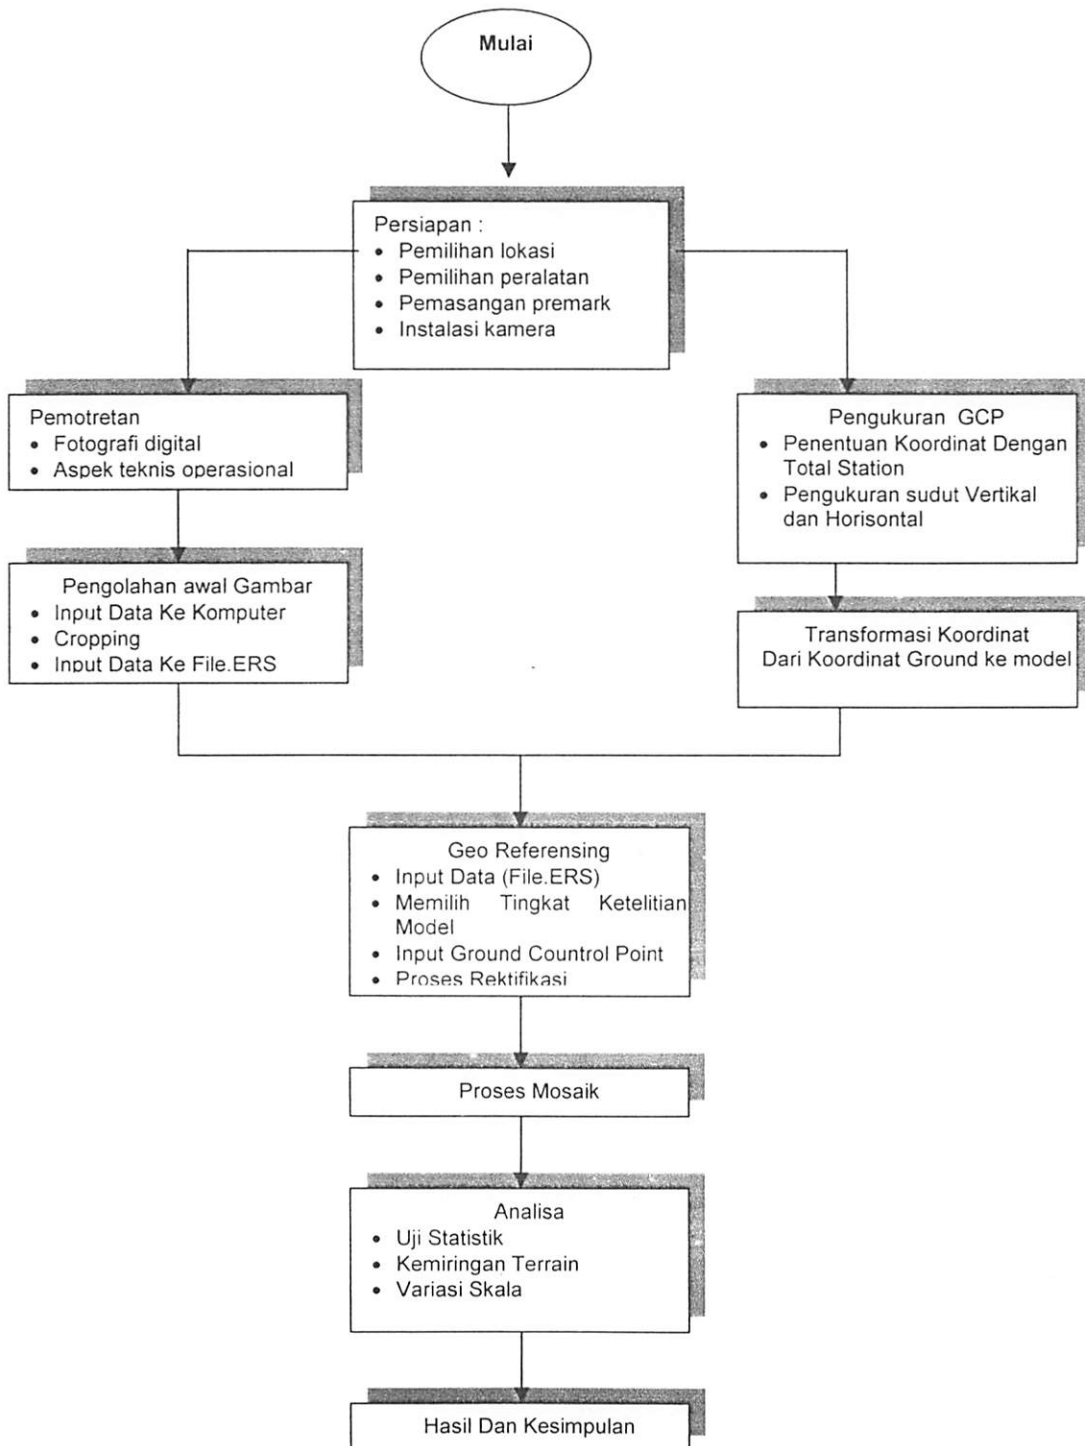 Mulai
Persiapan :
• Pemilihan lokasi
• Pemilihan peralatan
• Pemasangan premark
• Instalasi kamera
Pemotretan
• Fotografi digital
• Aspek teknis operasional
Pengukuran GCP
• Penentuan Koordinat Dengan
Total Station
• Pengukuran sudut Vertikal
dan Horisontal
Pengolahan awal Gambar
• Input Data Ke Komputer
• Cropping
• Input Data Ke File.ERS
Transformasi Koordinat
Dari Koordinat Ground ke model
Geo Referensing
• Input Data (File.ERS)
• Memilih Tingkat Ketelitian
Model
• Input Ground Countrol Point
• Proses Rektifikasi
Proses Mosaik
Analisa
• Uji Statistik
• Kemiringan Terrain
• Variasi Skala
Hasil Dan Kesimpulan